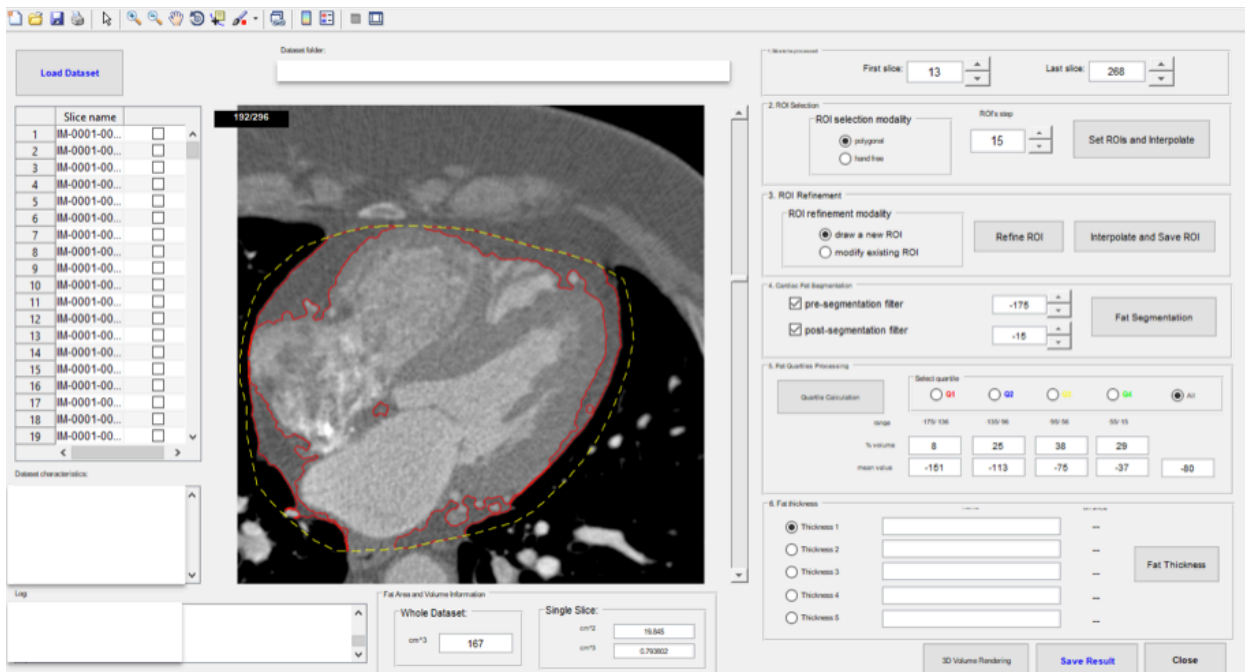 Dataset folder:
Load Dataset
First slice: 13 Last slice: 268
Slice name
192/296
1 IM-0001-00...
2 IM-0001-00...
3 IM-0001-00...
4 IM-0001-00...
5 IM-0001-00...
6 IM-0001-00...
7 IM-0001-00...
8 IM-0001-00...
9 IM-0001-00...
10 IM-0001-00...
11 IM-0001-00...
12 IM-0001-00...
13 IM-0001-00...
14 IM-0001-00...
15 IM-0001-00...
16 IM-0001-00...
17 IM-0001-00...
18 IM-0001-00...
19 IM-0001-00...
Dataset characteristics:
Log
2. ROI Selection
ROI selection modality
ROI's step
polygonal
hand free
15
Set ROIs and Interpolate
3. ROI Refinement
ROI refinement modality
draw a new ROI
modify existing ROI
Refine ROI
Interpolate and Save ROI
4. Cardiac Fat Segmentation
pre-segmentation filter -175
post-segmentation filter -15
Fat Segmentation
5. Fat Quartiles Processing
Select quartile
Quartile Calculation
Q1 Q2 Q3 Q4 All
range -175/-136 -135/-96 -95/-56 -55/-15
% volume 8 25 38 29
mean value -151 -113 -75 -37 -80
6. Fat thickness
Thickness 1 --
Thickness 2 --
Thickness 3 --
Thickness 4 --
Thickness 5 --
Fat Thickness
Fat Area and Volume Information
Whole Dataset:
cm^3 167
Single Slice:
cm^2 19.845
cm^3 0.793802
3D Volume Rendering
Save Result
Close